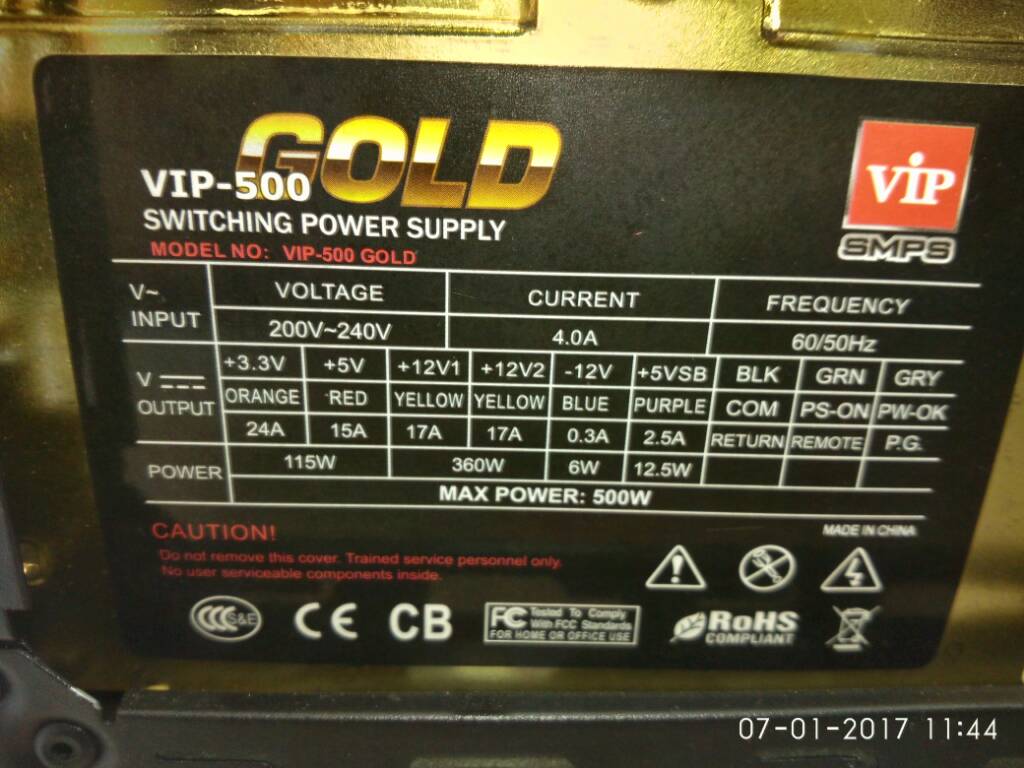 GOLD
VIP-500
SWITCHING POWER SUPPLY
MODEL NO: VIP-500 GOLD
VIP
SMPS
V~ INPUT VOLTAGE CURRENT FREQUENCY
200V~240V 4.0A 60/50Hz
V OUTPUT +3.3V +5V +12V1 +12V2 -12V +5VSB BLK GRN GRY
ORANGE RED YELLOW YELLOW BLUE PURPLE COM PS-ON PW-OK
24A 15A 17A 17A 0.3A 2.5A RETURN REMOTE P.G.
POWER 115W 360W 6W 12.5W
MAX POWER: 500W
CAUTION!
Do not remove this cover. Trained service personnel only.
No user serviceable components inside.
MADE IN CHINA
CCC S&E CE CB FC Tested To Comply
With FCC Standards
FOR HOME OR OFFICE USE
RoHS
COMPLIANT
07-01-2017 11:44